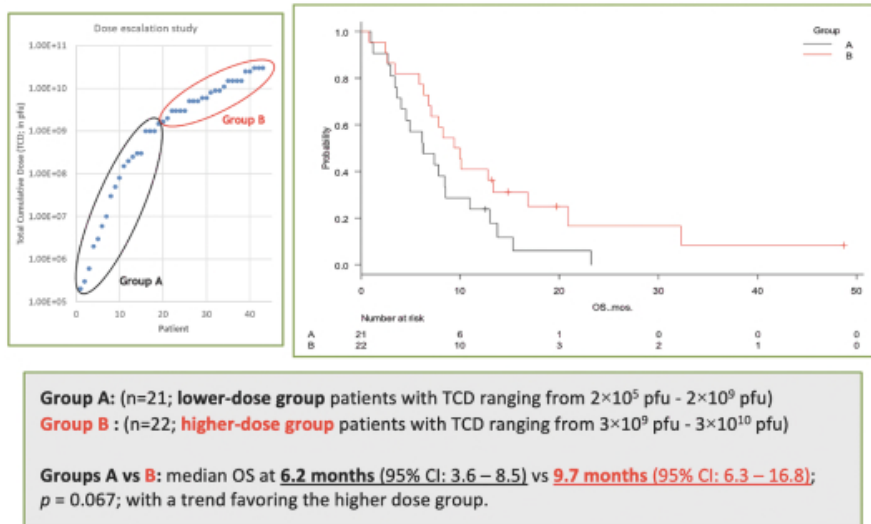 Dose escalation study
Total Cumulative Dose (TCD; in pfu)
1.00E+11
1.00E+10
1.00E+09
1.00E+08
1.00E+07
1.00E+06
1.00E+05
Group B
Group A
0 10 20 30 40 50
Patient
Group
A
B
Probability
1.0
0.8
0.6
0.4
0.2
0.0
0 10 20 30 40 50
OS..mos.
Number at risk
A 21 6 1 0 0 0
B 22 10 3 2 1 0
Group A: (n=21; lower-dose group patients with TCD ranging from 2×10⁵ pfu - 2×10⁹ pfu)
Group B : (n=22; higher-dose group patients with TCD ranging from 3×10⁹ pfu - 3×10¹⁰ pfu)
Groups A vs B: median OS at 6.2 months (95% CI: 3.6 – 8.5) vs 9.7 months (95% CI: 6.3 – 16.8);
p = 0.067; with a trend favoring the higher dose group.